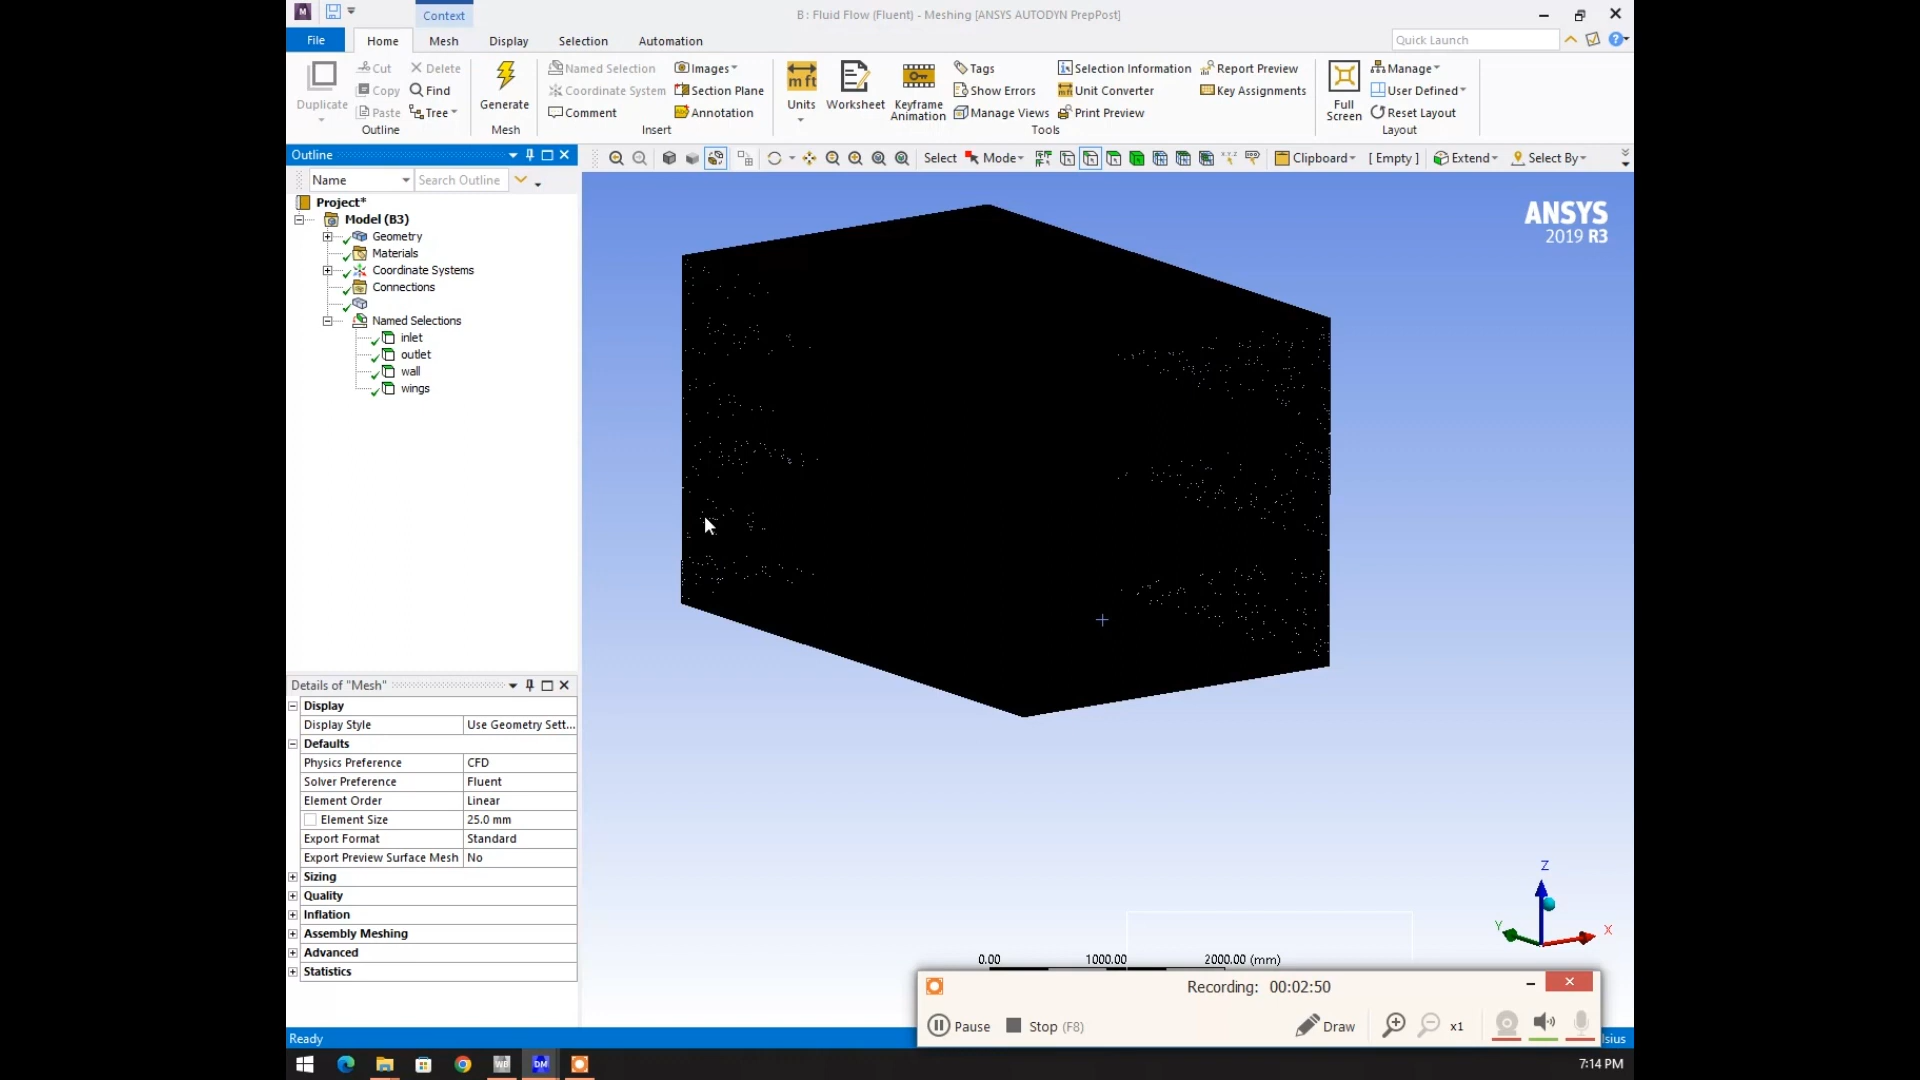 Context
B : Fluid Flow (Fluent) - Meshing [ANSYS AUTODYN PrepPost]
File
Home
Mesh
Display
Selection
Automation
Quick Launch
Duplicate
Cut
Delete
Copy
Find
Paste
Tree
Outline
Generate
Mesh
Named Selection
Coordinate System
Comment
Images
Section Plane
Annotation
Insert
mft
Units
Worksheet
Keyframe
Animation
Tags
Show Errors
Manage Views
Selection Information
Unit Converter
Print Preview
Report Preview
Key Assignments
Tools
Full
Screen
Manage
User Defined
Reset Layout
Layout
Outline
Name
Search Outline
Select
Mode
Clipboard
[ Empty ]
Extend
Select By
Project*
Model (B3)
Geometry
Materials
Coordinate Systems
Connections
Named Selections
inlet
outlet
wall
wings
ANSYS
2019 R3
Details of "Mesh"
Display
Display Style Use Geometry Sett...
Defaults
Physics Preference CFD
Solver Preference Fluent
Element Order Linear
Element Size 25.0 mm
Export Format Standard
Export Preview Surface Mesh No
Sizing
Quality
Inflation
Assembly Meshing
Advanced
Statistics
Z
Y
X
0.00 1000.00 2000.00 (mm)
Recording: 00:02:50
Pause
Stop (F8)
Draw
x1
Ready
lsius
WB
DM
7:14 PM